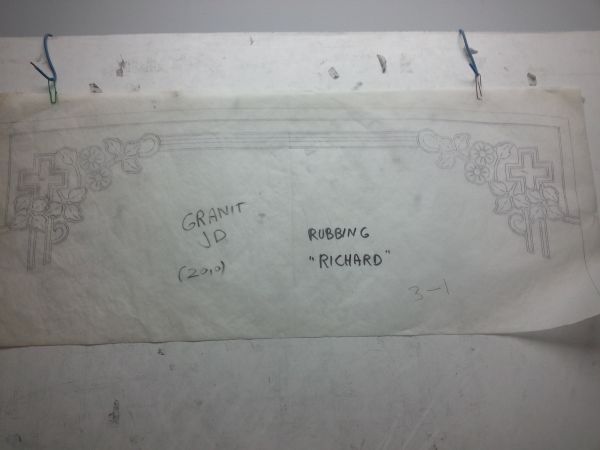 GRANIT
JD
(2010)
RUBBING
"RICHARD"
3-1